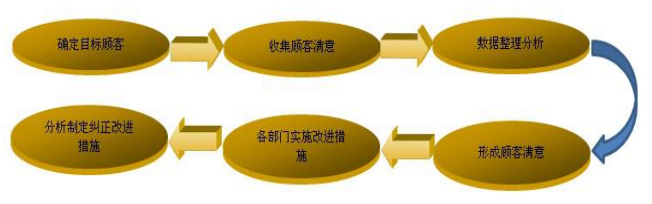 确定目标顾客
收集顾客满意
数据整理分析
形成顾客满意
各部门实施改进措
施
分析制定纠正改进
措施